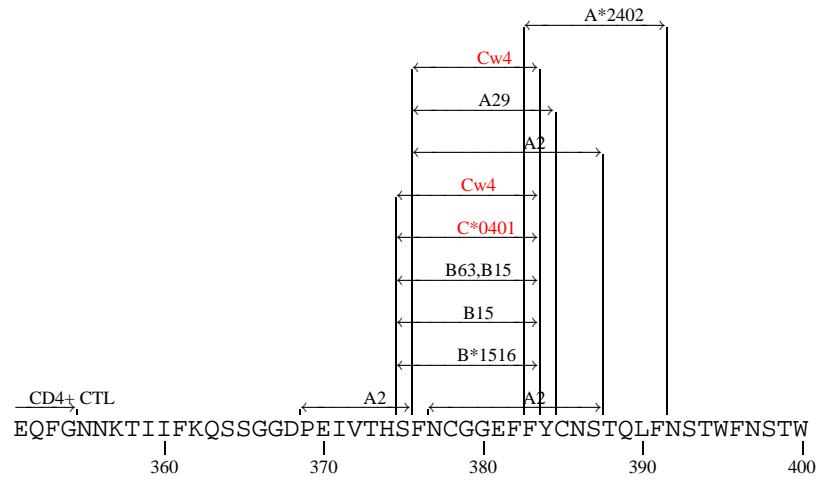 A*2402
Cw4
A29
A2
Cw4
C*0401
B63,B15
B15
B*1516
CD4+ CTL A2 A2
EQFGNNKTIIFKQSSGGDPEIVTHSFNCGGEFFYCNSTQLFNSTWFNSTW
360 370 380 390 400